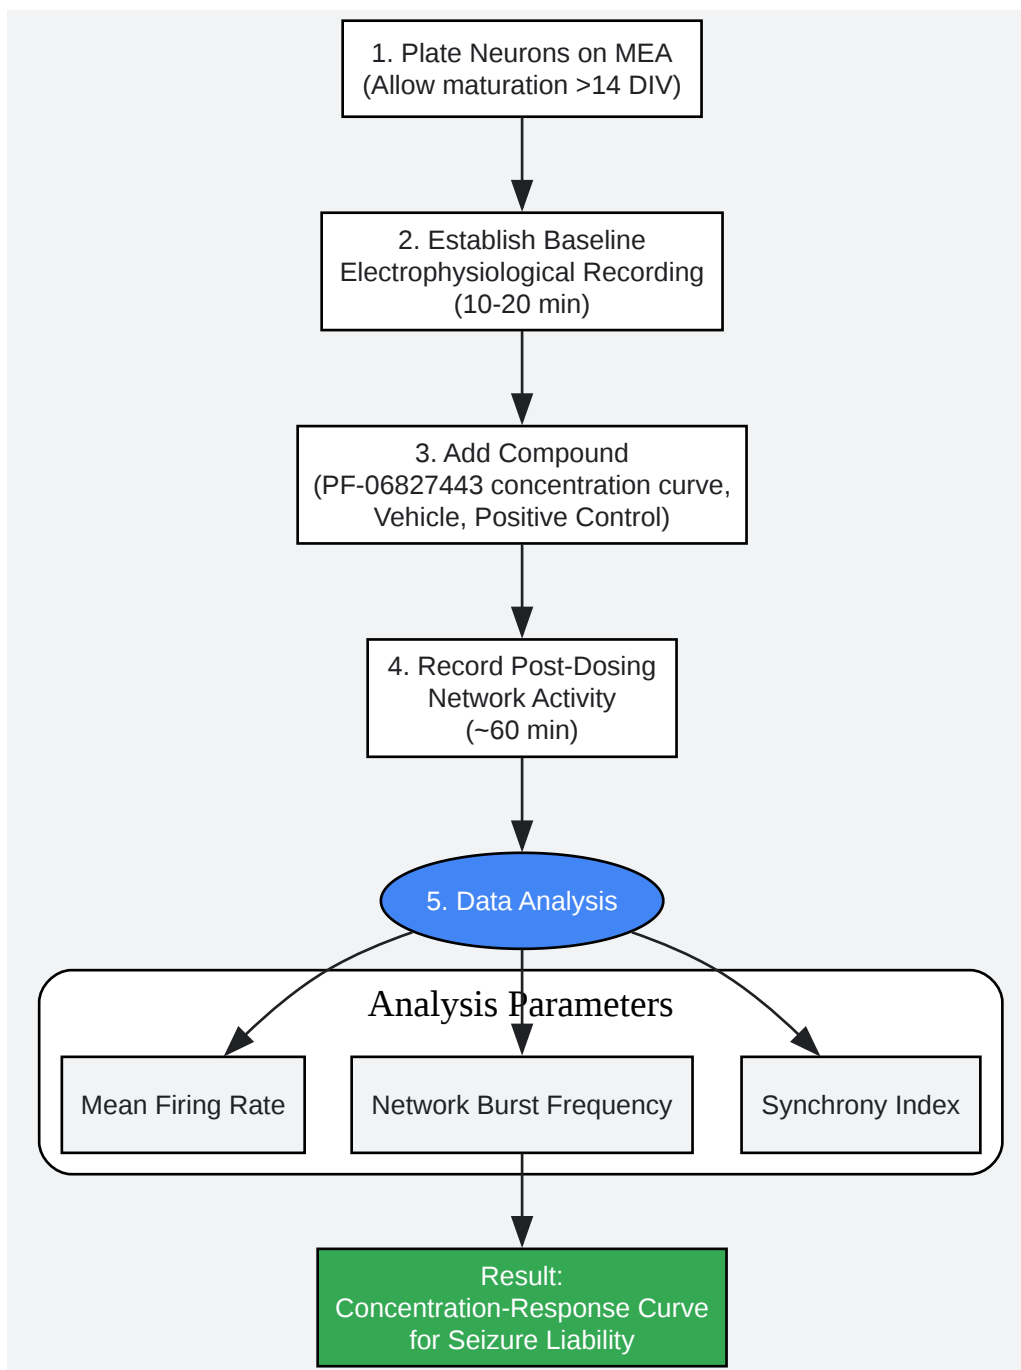 1. Plate Neurons on MEA
(Allow maturation >14 DIV)
2. Establish Baseline
Electrophysiological Recording
(10-20 min)
3. Add Compound
(PF-06827443 concentration curve,
Vehicle, Positive Control)
4. Record Post-Dosing
Network Activity
(~60 min)
5. Data Analysis
Analysis Parameters
Mean Firing Rate
Network Burst Frequency
Synchrony Index
Result:
Concentration-Response Curve
for Seizure Liability